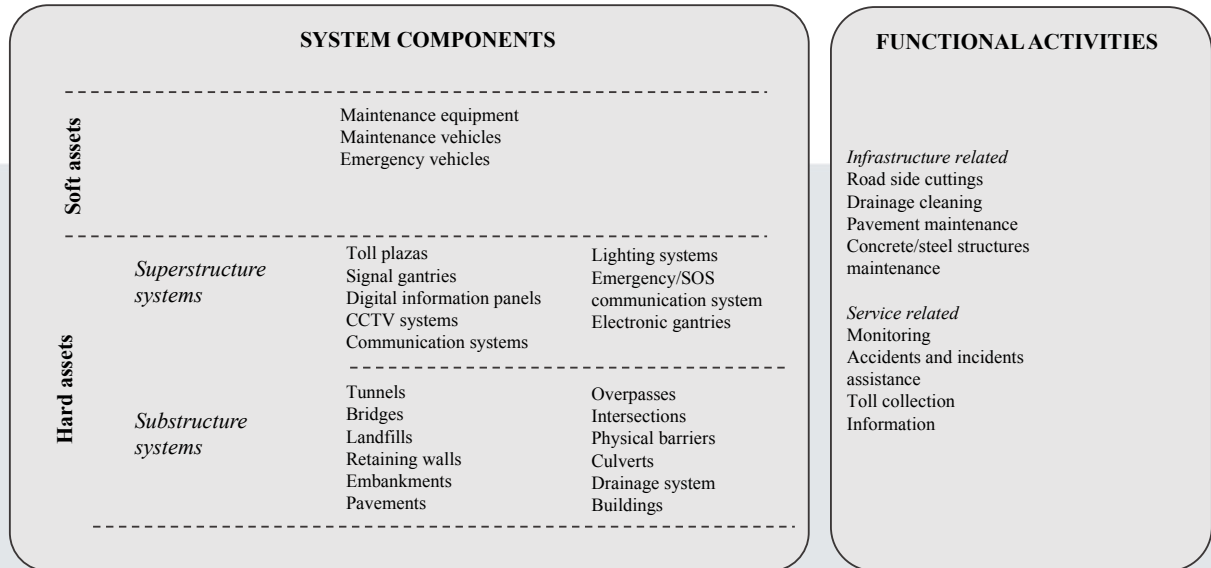 SYSTEM COMPONENTS
Soft assets
Maintenance equipment
Maintenance vehicles
Emergency vehicles
Hard assets
Superstructure
systems
Toll plazas
Signal gantries
Digital information panels
CCTV systems
Communication systems
Lighting systems
Emergency/SOS
communication system
Electronic gantries
Substructure
systems
Tunnels
Bridges
Landfills
Retaining walls
Embankments
Pavements
Overpasses
Intersections
Physical barriers
Culverts
Drainage system
Buildings
FUNCTIONAL ACTIVITIES
Infrastructure related
Road side cuttings
Drainage cleaning
Pavement maintenance
Concrete/steel structures
maintenance
Service related
Monitoring
Accidents and incidents
assistance
Toll collection
Information